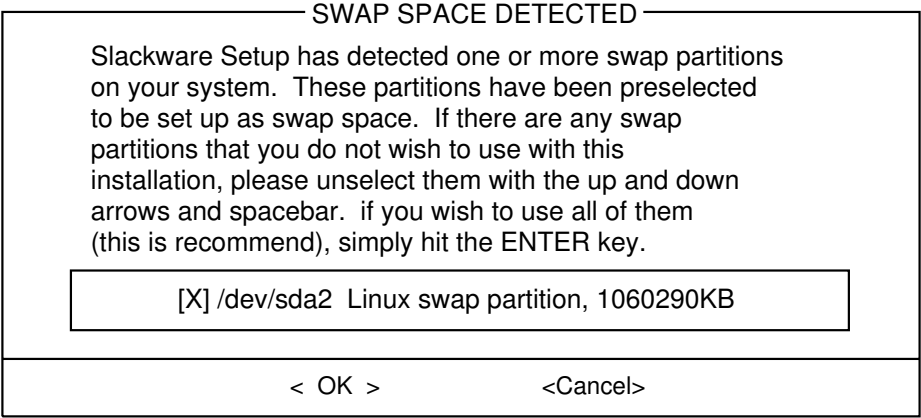 SWAP SPACE DETECTED
Slackware Setup has detected one or more swap partitions
on your system. These partitions have been preselected
to be set up as swap space. If there are any swap
partitions that you do not wish to use with this
installation, please unselect them with the up and down
arrows and spacebar. if you wish to use all of them
(this is recommend), simply hit the ENTER key.
[X] /dev/sda2 Linux swap partition, 1060290KB
< OK > <Cancel>